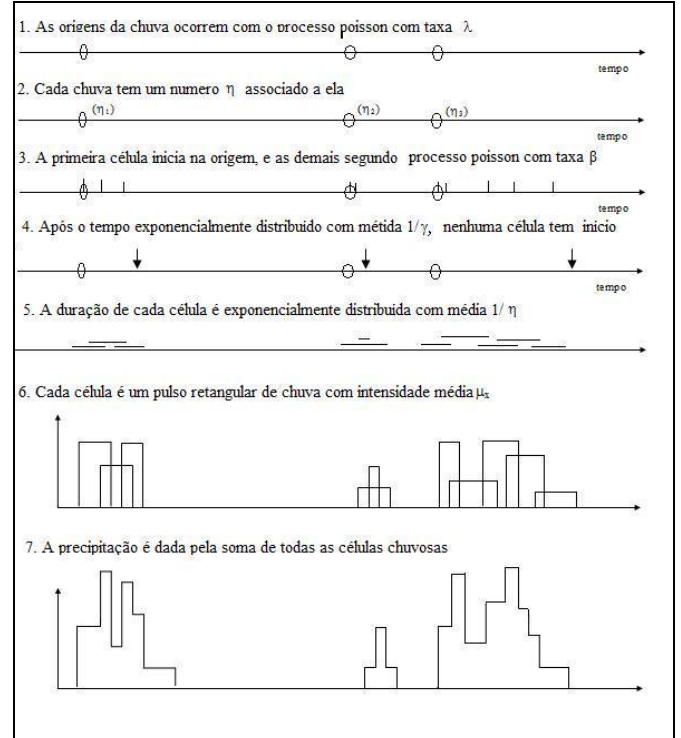 1. As origens da chuva ocorrem com o processo poisson com taxa λ
tempo
2. Cada chuva tem um numero η associado a ela
(η₁) (η₂) (η₃)
tempo
3. A primeira célula inicia na origem, e as demais segundo processo poisson com taxa β
tempo
4. Após o tempo exponencialmente distribuido com métida 1/γ, nenhuma célula tem inicio
tempo
5. A duração de cada célula é exponencialmente distribuida com média 1/ η
6. Cada célula é um pulso retangular de chuva com intensidade média μₓ
7. A precipitação é dada pela soma de todas as células chuvosas